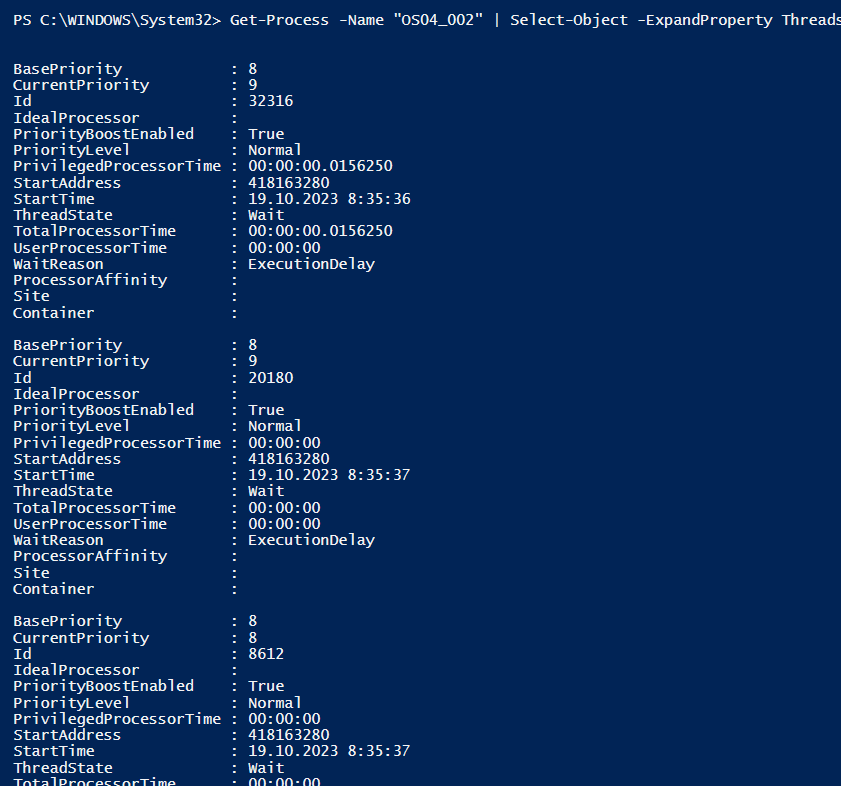 PS C:\WINDOWS\System32> Get-Process -Name "OS04_002" | Select-Object -ExpandProperty Threads
BasePriority : 8
CurrentPriority : 9
Id : 32316
IdealProcessor :
PriorityBoostEnabled : True
PriorityLevel : Normal
PrivilegedProcessorTime : 00:00:00.0156250
StartAddress : 418163280
StartTime : 19.10.2023 8:35:36
ThreadState : Wait
TotalProcessorTime : 00:00:00.0156250
UserProcessorTime : 00:00:00
WaitReason : ExecutionDelay
ProcessorAffinity :
Site :
Container :
BasePriority : 8
CurrentPriority : 9
Id : 20180
IdealProcessor :
PriorityBoostEnabled : True
PriorityLevel : Normal
PrivilegedProcessorTime : 00:00:00
StartAddress : 418163280
StartTime : 19.10.2023 8:35:37
ThreadState : Wait
TotalProcessorTime : 00:00:00
UserProcessorTime : 00:00:00
WaitReason : ExecutionDelay
ProcessorAffinity :
Site :
Container :
BasePriority : 8
CurrentPriority : 8
Id : 8612
IdealProcessor :
PriorityBoostEnabled : True
PriorityLevel : Normal
PrivilegedProcessorTime : 00:00:00
StartAddress : 418163280
StartTime : 19.10.2023 8:35:37
ThreadState : Wait
TotalProcessorTime : 00:00:00